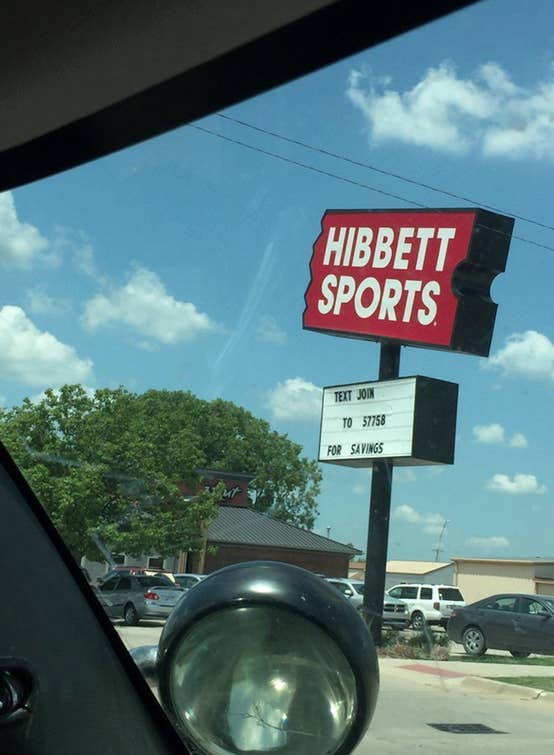 HIBBETT
SPORTS
TEXT JOIN
TO 57758
FOR SAVINGS